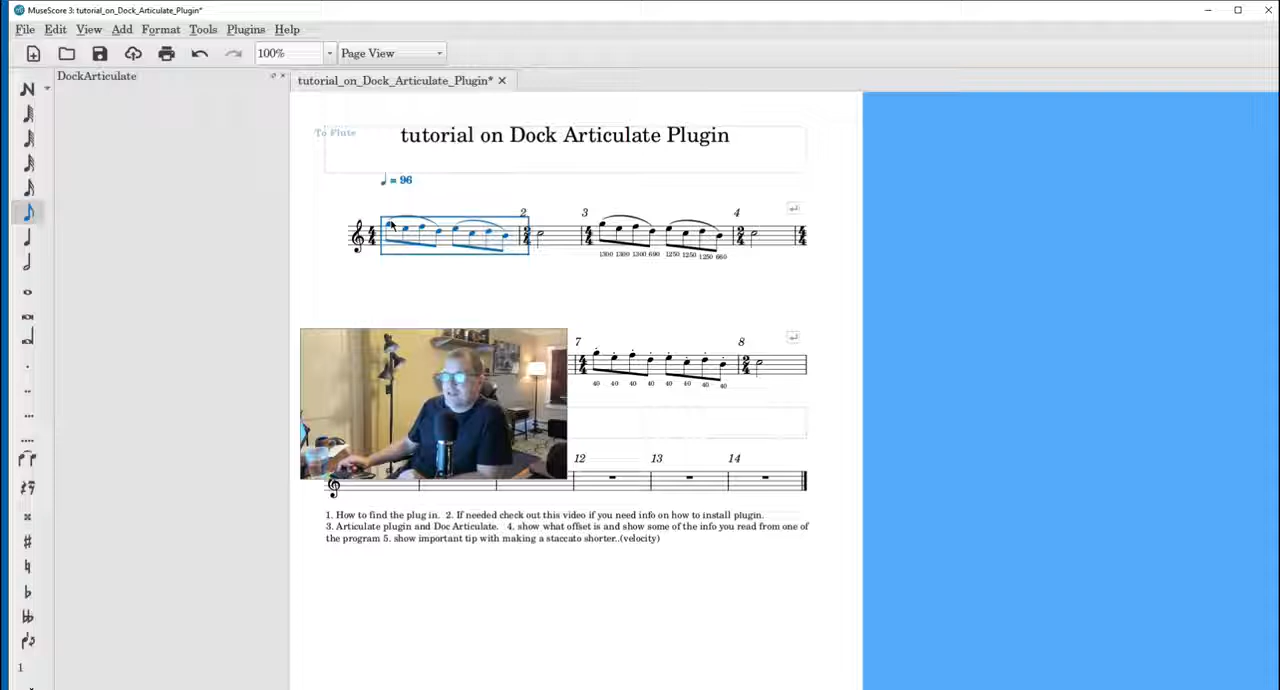 MuseScore 3: tutorial_on_Dock_Articulate_Plugin*
File Edit View Add Format Tools Plugins Help
100% Page View
DockArticulate
tutorial_on_Dock_Articulate_Plugin*
To Flute
tutorial on Dock Articulate Plugin
= 96
2 3 4
1300 1300 1300 690 1250 1250 1250 660
7 8
40 40 40 40 40 40 40 40
12 13 14
1. How to find the plug in. 2. If needed check out this video if you need info on how to install plugin.
3. Articulate plugin and Doc Articulate. 4. show what offset is and show some of the info you read from one of
the program 5. show important tip with making a staccato shorter..(velocity)
1